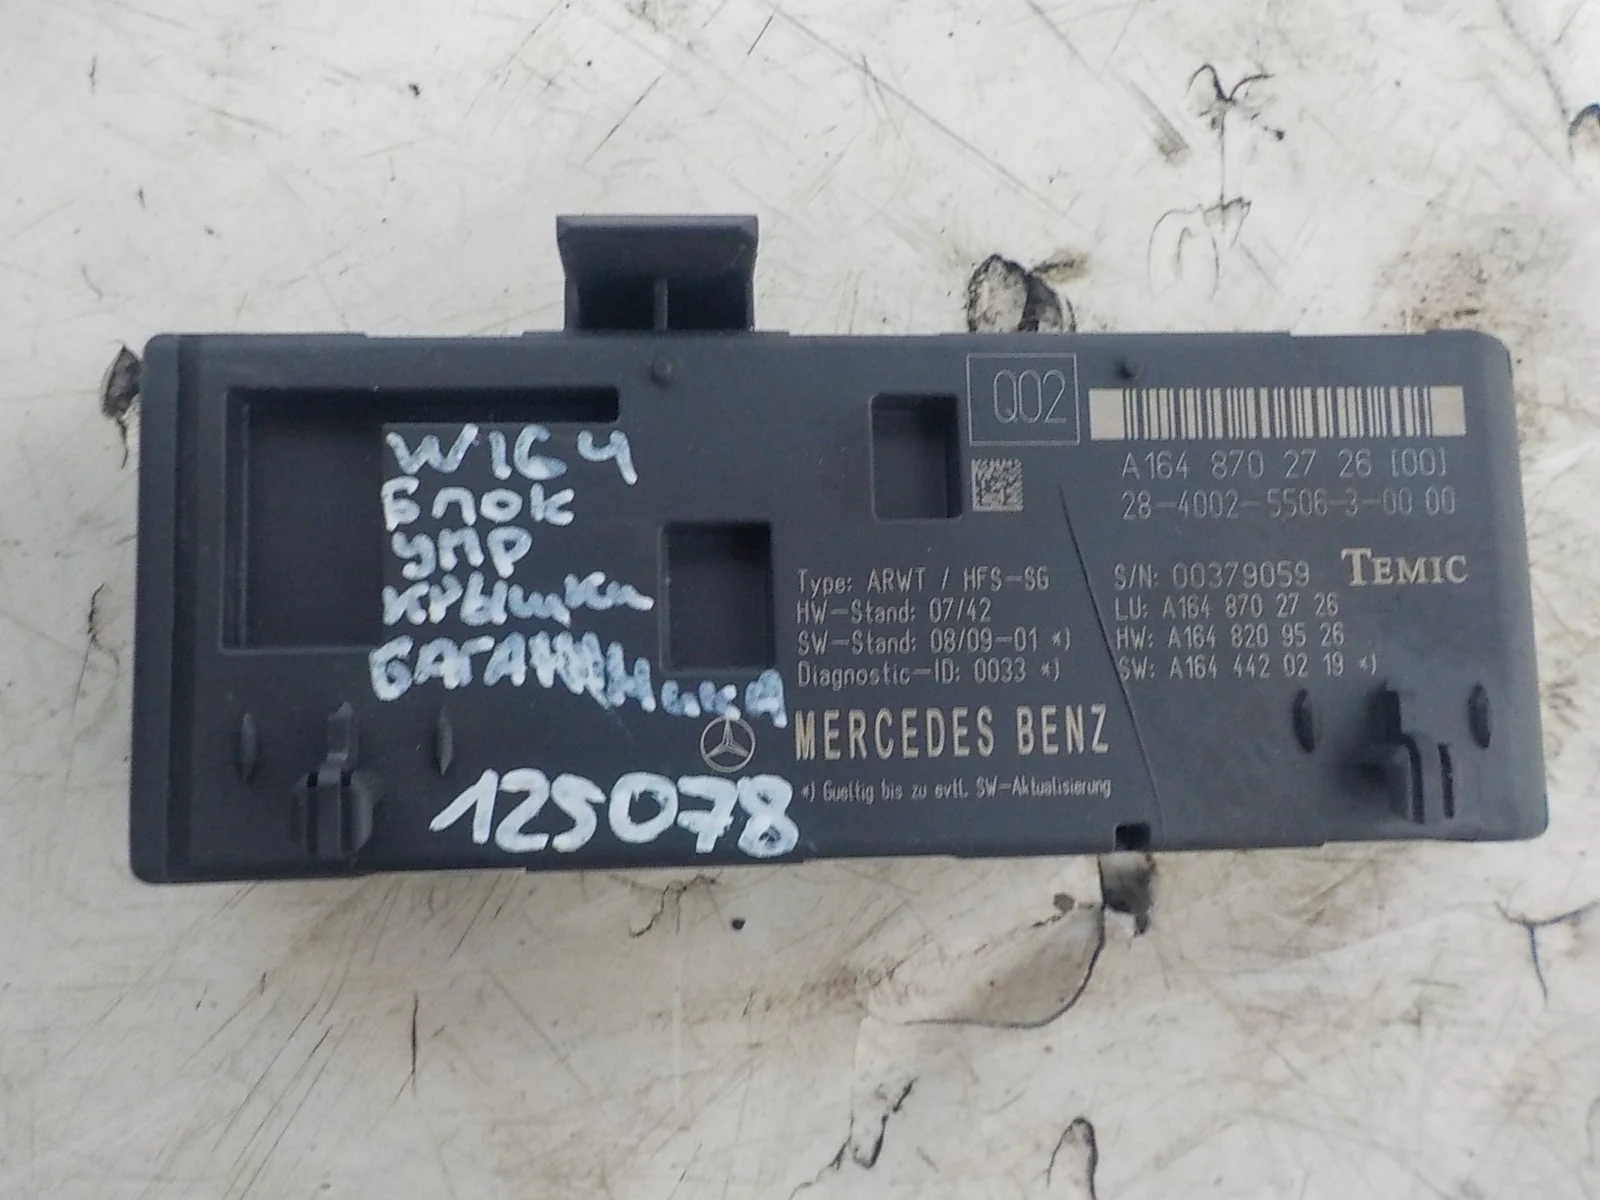 Q02
A164 870 27 26 [00]
28-4002-5506-3-00 00
W164
Блок
упр
крышки
БАГАЖНика
Type: ARWT / HFS-SG
HW-Stand: 07/42
SW-Stand: 08/09-01 *)
Diagnostic-ID: 0033 *)
S/N: 00379059 TEMIC
LU: A164 870 27 26
HW: A164 820 95 26
SW: A164 442 02 19 *)
MERCEDES BENZ
*) Gueltig bis zu evtl. SW-Aktualisierung
125078